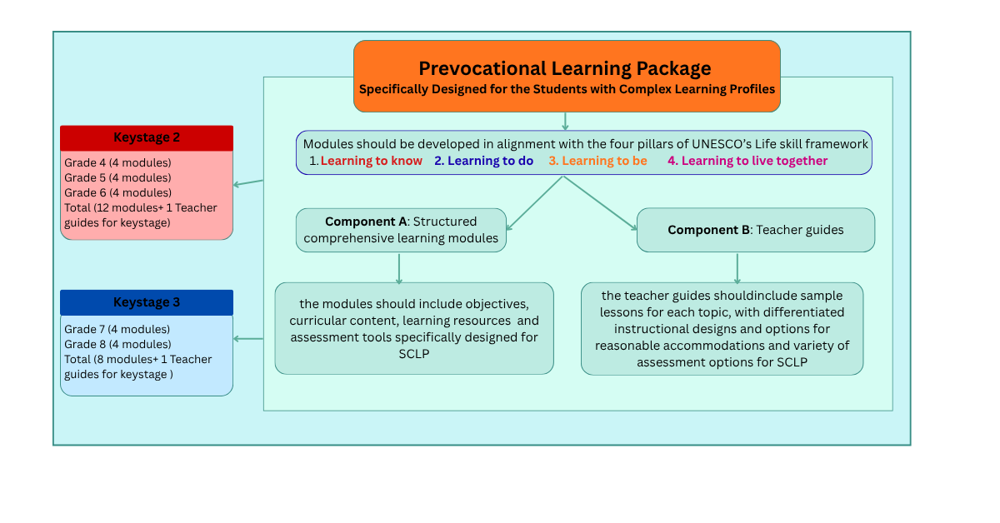 Prevocational Learning Package
Specifically Designed for the Students with Complex Learning Profiles
Modules should be developed in alignment with the four pillars of UNESCO's Life skill framework
1. Learning to know 2. Learning to do 3. Learning to be 4. Learning to live together
Keystage 2
Grade 4 (4 modules)
Grade 5 (4 modules)
Grade 6 (4 modules)
Total (12 modules+ 1 Teacher
guides for keystage)
Keystage 3
Grade 7 (4 modules)
Grade 8 (4 modules)
Total (8 modules+ 1 Teacher
guides for keystage )
Component A: Structured
comprehensive learning modules
the modules should include objectives,
curricular content, learning resources  and
assessment tools specifically designed for
SCLP
Component B: Teacher guides
the teacher guides shouldinclude sample
lessons for each topic, with differentiated
instructional designs and options for
reasonable accommodations and variety of
assessment options for SCLP